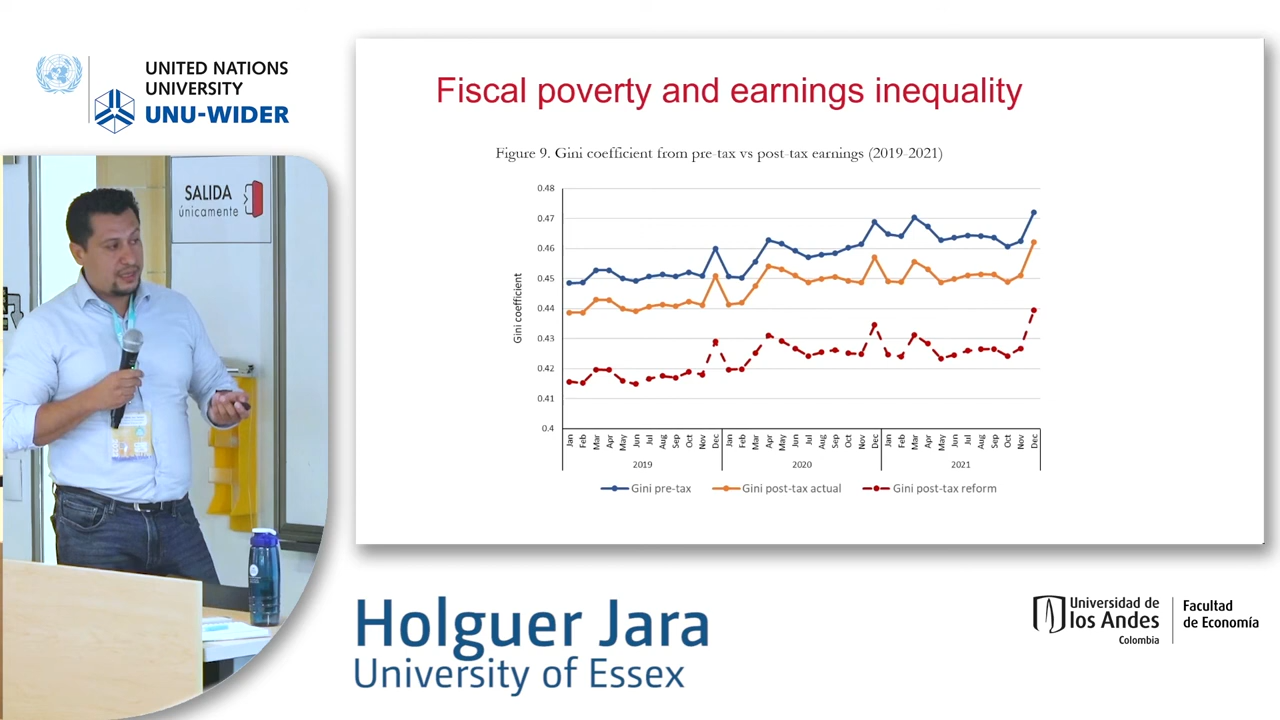 UNITED NATIONS
UNIVERSITY
UNU-WIDER
SALIDA
únicamente
Fiscal poverty and earnings inequality
Figure 9. Gini coefficient from pre-tax vs post-tax earnings (2019-2021)
Gini coefficient
0.48
0.47
0.46
0.45
0.44
0.43
0.42
0.41
0.4
Jan Feb Mar Apr May Jun Jul Aug Sep Oct Nov Dec Jan Feb Mar Apr May Jun Jul Aug Sep Oct Nov Dec Jan Feb Mar Apr May Jun Jul Aug Sep Oct Nov Dec
2019 2020 2021
Gini pre-tax Gini post-tax actual Gini post-tax reform
Holguer Jara
University of Essex
Universidad de
los Andes
Colombia
Facultad
de Economía